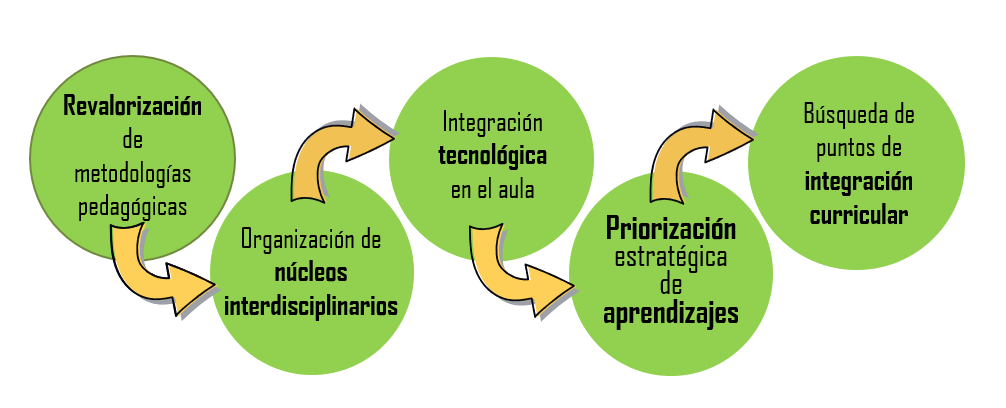 Revalorización
de
metodologías
pedagógicas
Organización de
núcleos
interdisciplinarios
Integración
tecnológica
en el aula
Priorización
estratégica
de
aprendizajes
Búsqueda de
puntos de
integración
curricular